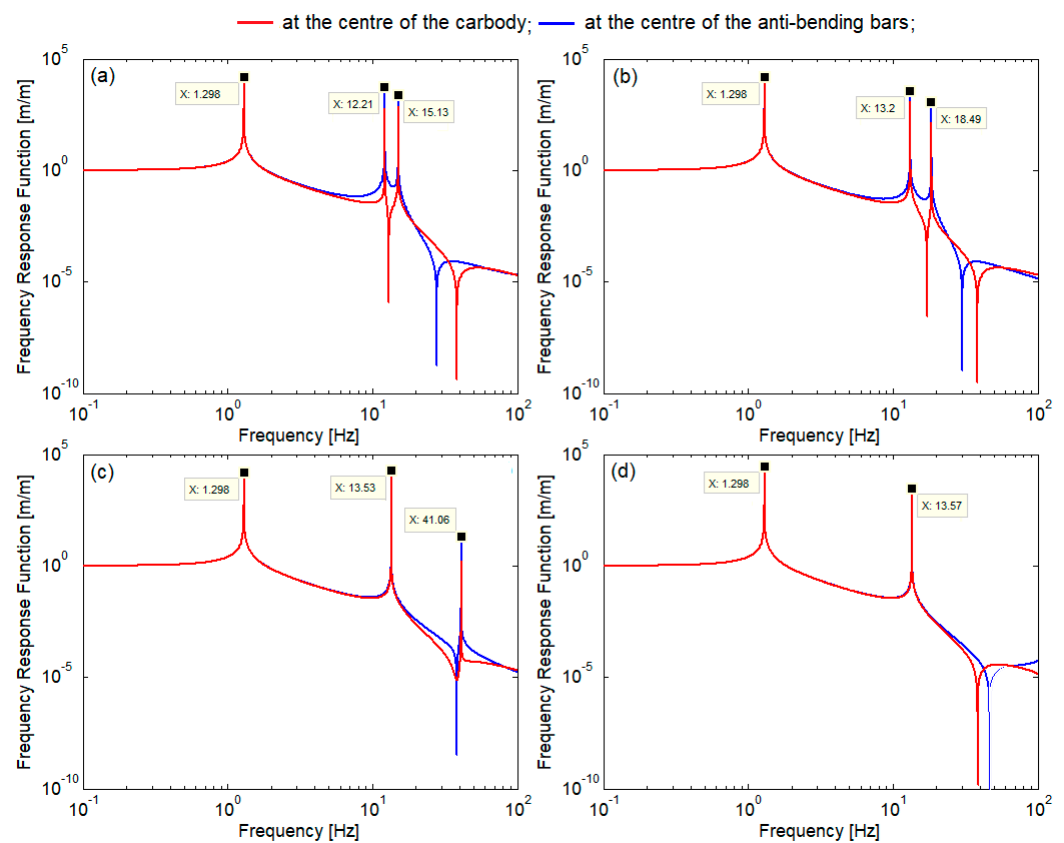 at the centre of the carbody; at the centre of the anti-bending bars;
(a)
X: 1.298
X: 12.21
X: 15.13
10^5
10^0
10^-5
10^-10
Frequency Response Function [m/m]
10^-1 10^0 10^1 10^2
Frequency [Hz]
(b)
X: 1.298
X: 13.2
X: 18.49
10^5
10^0
10^-5
10^-10
Frequency Response Function [m/m]
10^-1 10^0 10^1 10^2
Frequency [Hz]
(c)
X: 1.298
X: 13.53
X: 41.06
10^5
10^0
10^-5
10^-10
Frequency Response Function [m/m]
10^-1 10^0 10^1 10^2
Frequency [Hz]
(d)
X: 1.298
X: 13.57
10^5
10^0
10^-5
10^-10
Frequency Response Function [m/m]
10^-1 10^0 10^1 10^2
Frequency [Hz]